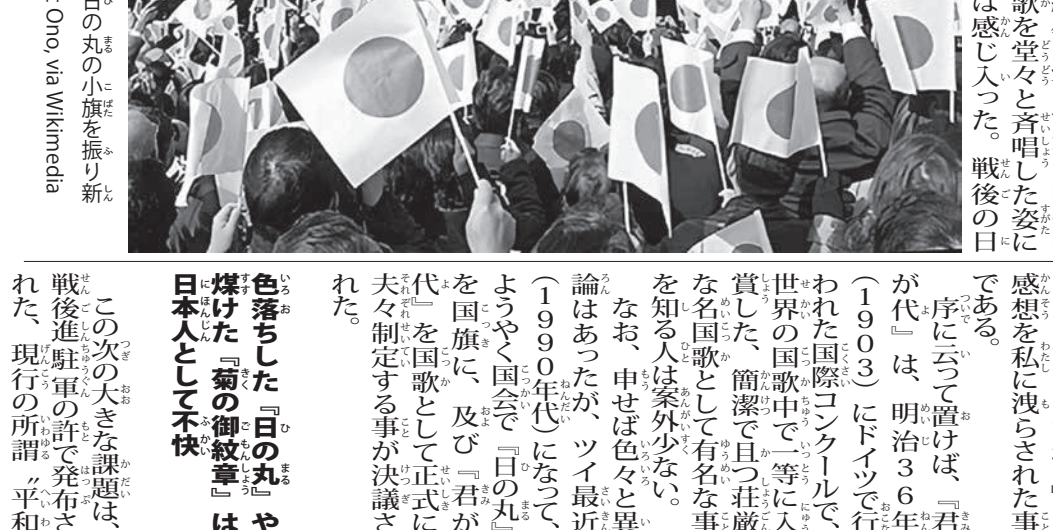 歌を堂々と斉唱した姿に
は感じ入った。戦後の日
日の丸の小旗を振り新
Ono, via Wikimedia
感想を私に洩らされた事
である。
序に云って置けば、『君
が代』は、明治36年
(1903)にドイツで行
われた国際コンクールで、
世界の国歌中で一等に入
賞した、簡潔で且つ荘厳
な名国歌として有名な事
を知る人は案外少ない。
なお、申せば色々と異
論はあったが、ツイ最近
(1990年代)になって、
ようやく国会で『日の丸』
を国旗に、及び『君が
代』を国歌として正式に
夫々制定する事が決議さ
れた。
色落ちした『日の丸』や
煤けた『菊の御紋章』は
日本人として不快
この次の大きな課題は、
戦後進駐軍の許で発布さ
れた、現行の所謂〝平和